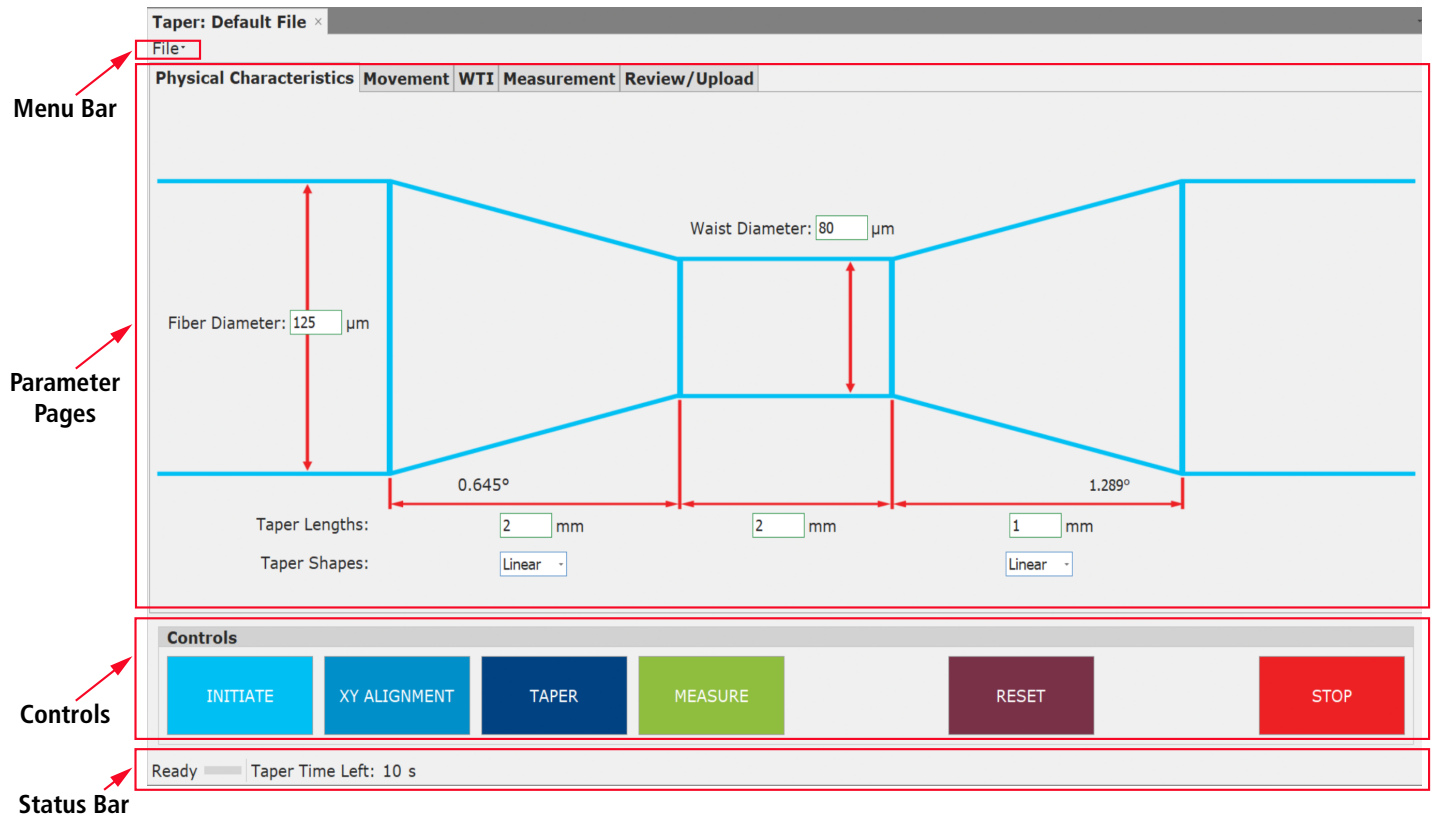 Taper: Default File ×
File
Menu Bar
Physical Characteristics Movement WTI Measurement Review/Upload
Waist Diameter: 80 µm
Fiber Diameter: 125 µm
Parameter
Pages
0.645° 1.289°
Taper Lengths: 2 mm 2 mm 1 mm
Taper Shapes: Linear Linear
Controls
INITIATE XY ALIGNMENT TAPER MEASURE RESET STOP
Controls
Ready Taper Time Left: 10 s
Status Bar